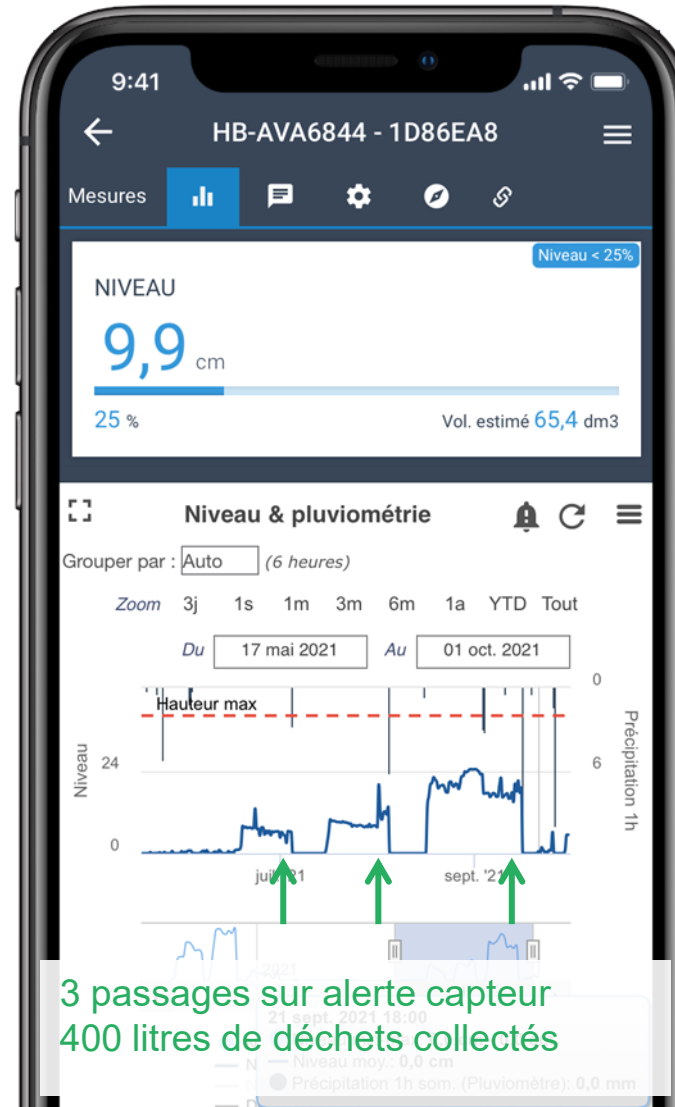 9:41
HB-AVA6844 - 1D86EA8
Mesures
Niveau < 25%
NIVEAU
9,9 cm
25 %
Vol. estimé 65,4 dm3
Niveau & pluviométrie
Grouper par : Auto (6 heures)
Zoom 3j 1s 1m 3m 6m 1a YTD Tout
Du 17 mai 2021 Au 01 oct. 2021
0
Hauteur max
Niveau
24
6
Précipitation 1h
0
sept. '21
2021
3 passages sur alerte capteur
21 sept. 2021 18:00
400 litres de déchets collectés
Niveau moy.: 0,0 cm
Précipitation 1h som. (Pluviomètre): 0,0 mm